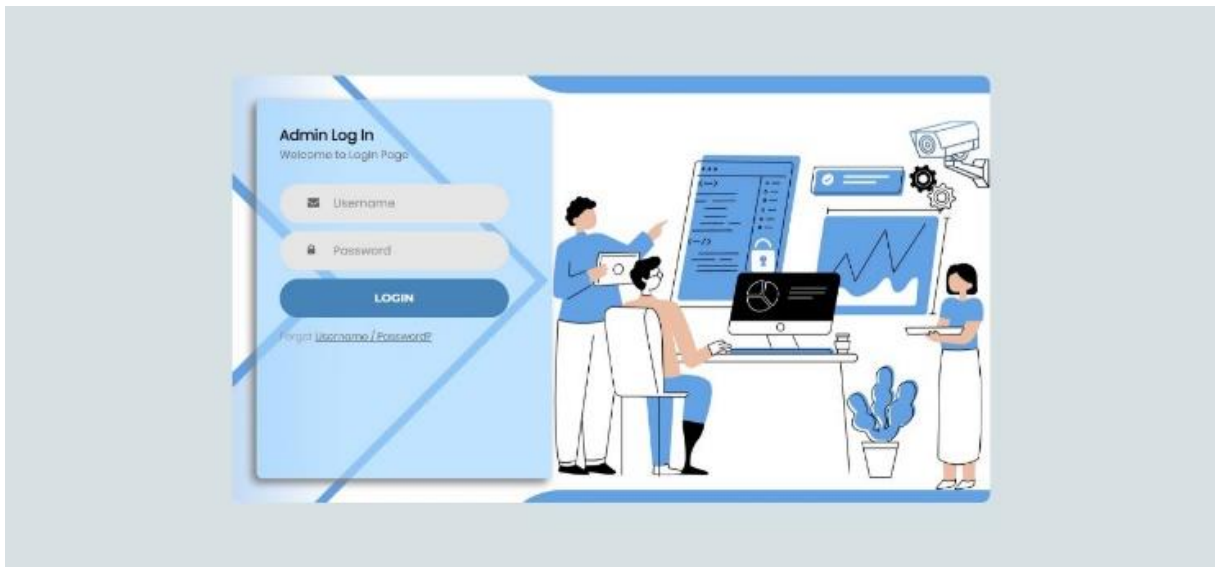 Admin Log In
Welcome to Login Page
Username
Password
LOGIN
Forgot Username / Password?